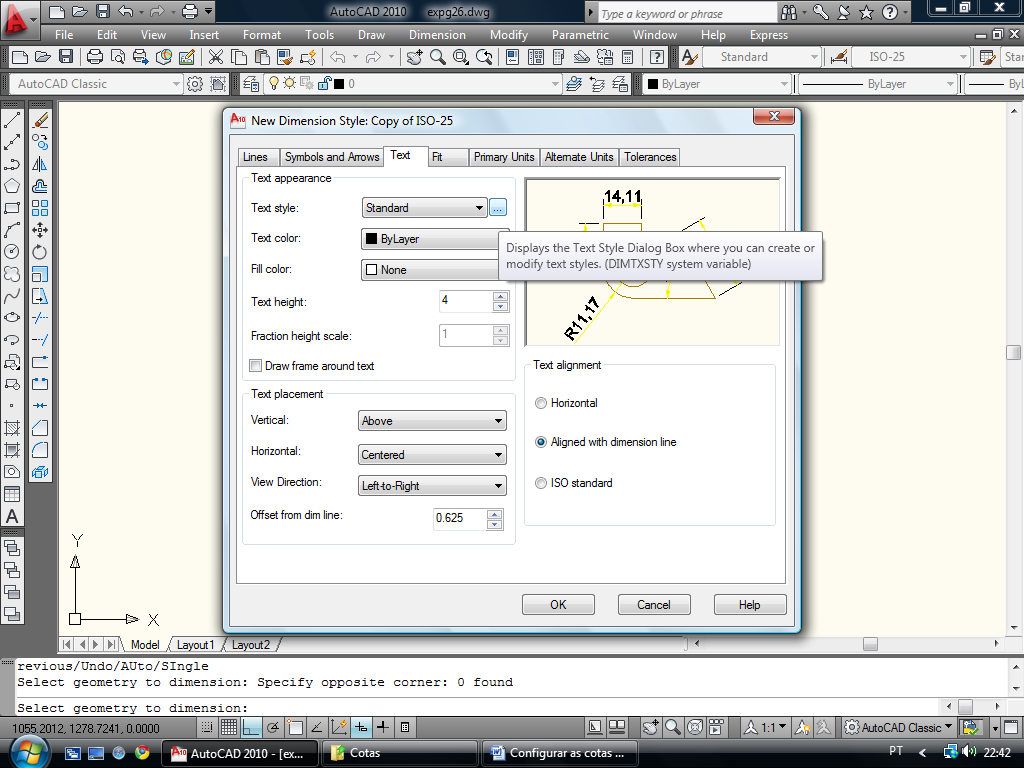 AutoCAD 2010 expg26.dwg
Type a keyword or phrase
File Edit View Insert Format Tools Draw Dimension Modify Parametric Window Help Express
Standard ISO-25 Star
AutoCAD Classic 0 ByLayer ByLayer ByL
New Dimension Style: Copy of ISO-25
Lines Symbols and Arrows Text Fit Primary Units Alternate Units Tolerances
Text appearance
Text style: Standard ...
Text color: ByLayer
Fill color: None
Text height: 4
Fraction height scale: 1
Draw frame around text
14,11
Displays the Text Style Dialog Box where you can create or
modify text styles. (DIMTXSTY system variable)
R11,17
Text placement
Vertical: Above
Horizontal: Centered
View Direction: Left-to-Right
Offset from dim line: 0.625
Text alignment
Horizontal
Aligned with dimension line
ISO standard
OK Cancel Help
Y
X
Model Layout1 Layout2
revious/Undo/AUto/SIngle
Select geometry to dimension: Specify opposite corner: 0 found
Select geometry to dimension:
1055.2012, 1278.7241, 0.0000 1:1 AutoCAD Classic
AutoCAD 2010 - [ex... Cotas Configurar as cotas ... PT 22:42